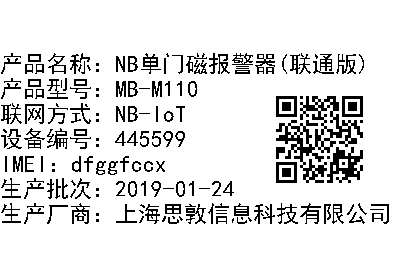 产品名称: NB单门磁报警器(联通版)
产品型号: MB-M110
联网方式: NB-IoT
设备编号: 445599
IMEI: dfggfccx
生产批次: 2019-01-24
生产厂商: 上海思敦信息科技有限公司